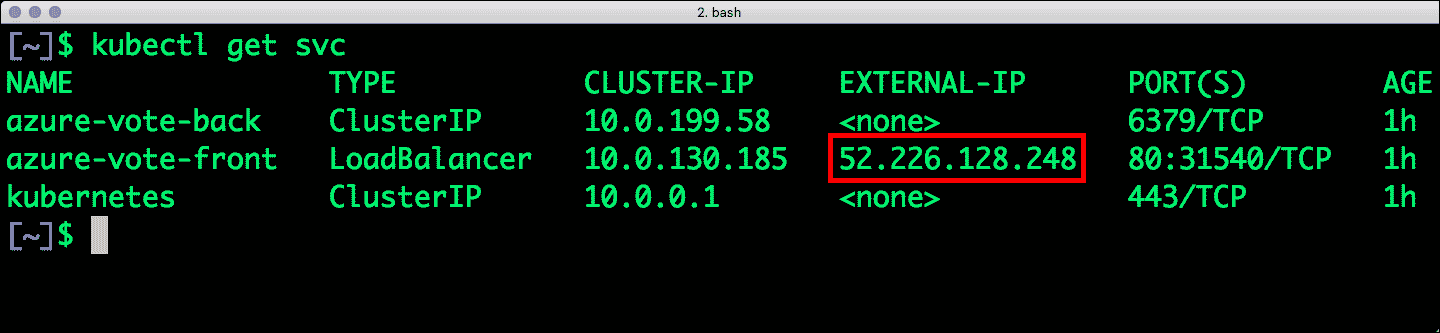 2. bash
[~]$ kubectl get svc
NAME TYPE CLUSTER-IP EXTERNAL-IP PORT(S) AGE
azure-vote-back ClusterIP 10.0.199.58 <none> 6379/TCP 1h
azure-vote-front LoadBalancer 10.0.130.185 52.226.128.248 80:31540/TCP 1h
kubernetes ClusterIP 10.0.0.1 <none> 443/TCP 1h
[~]$